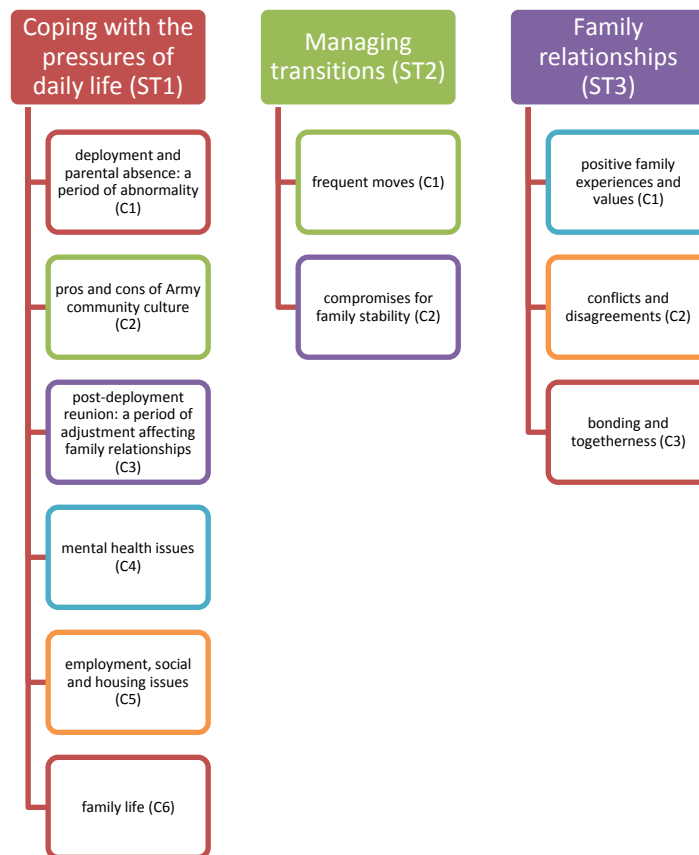 Coping with the
pressures of
daily life (ST1)
deployment and
parental absence: a
period of abnormality
(C1)
pros and cons of Army
community culture
(C2)
post-deployment
reunion: a period of
adjustment affecting
family relationships
(C3)
mental health issues
(C4)
employment, social
and housing issues
(C5)
family life (C6)
Managing
transitions (ST2)
frequent moves (C1)
compromises for
family stability (C2)
Family
relationships
(ST3)
positive family
experiences and
values (C1)
conflicts and
disagreements (C2)
bonding and
togetherness (C3)